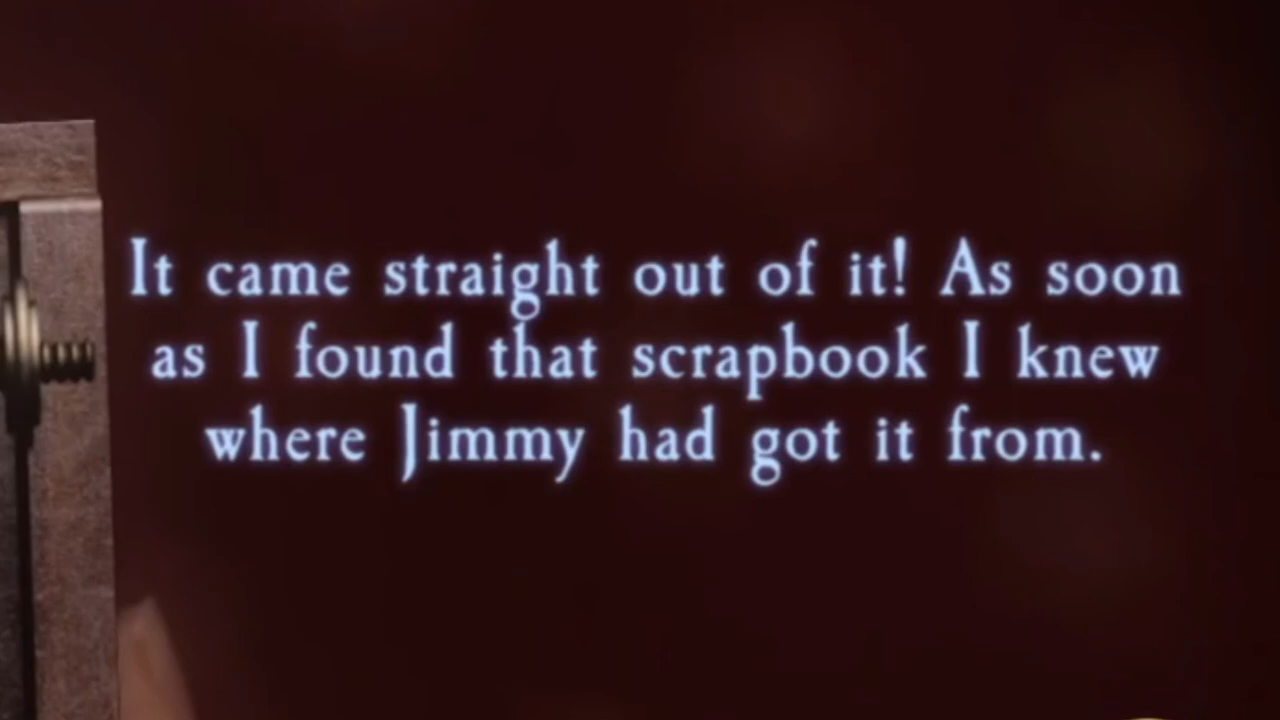 It came straight out of it! As soon
as I found that scrapbook I knew
where Jimmy had got it from.